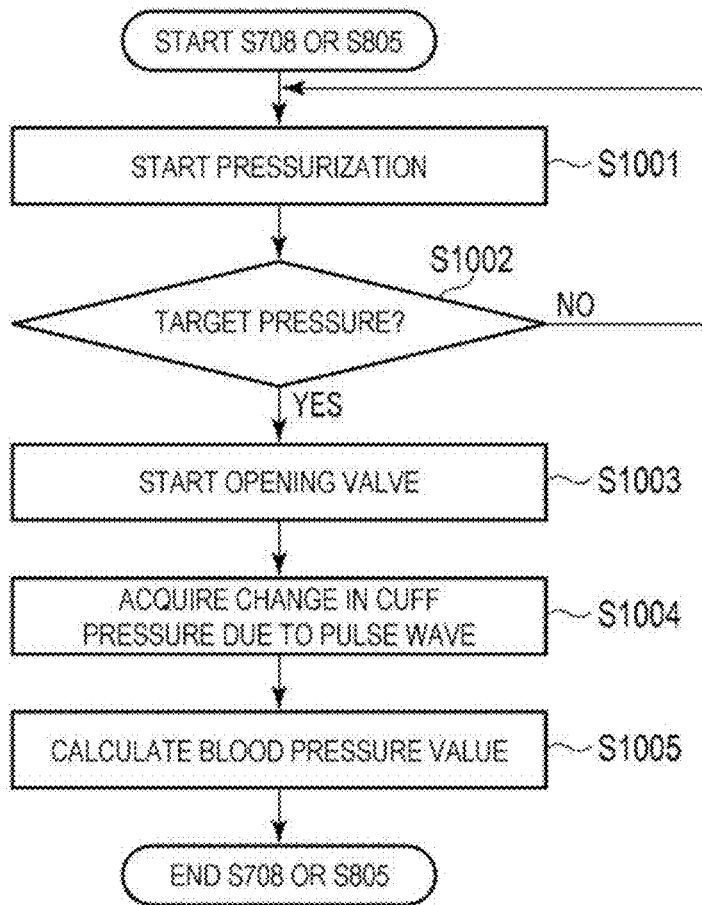 START S708 OR S805
START PRESSURIZATION
S1001
S1002
TARGET PRESSURE?
NO
YES
START OPENING VALVE
S1003
ACQUIRE CHANGE IN CUFF
PRESSURE DUE TO PULSE WAVE
S1004
CALCULATE BLOOD PRESSURE VALUE
S1005
END S708 OR S805